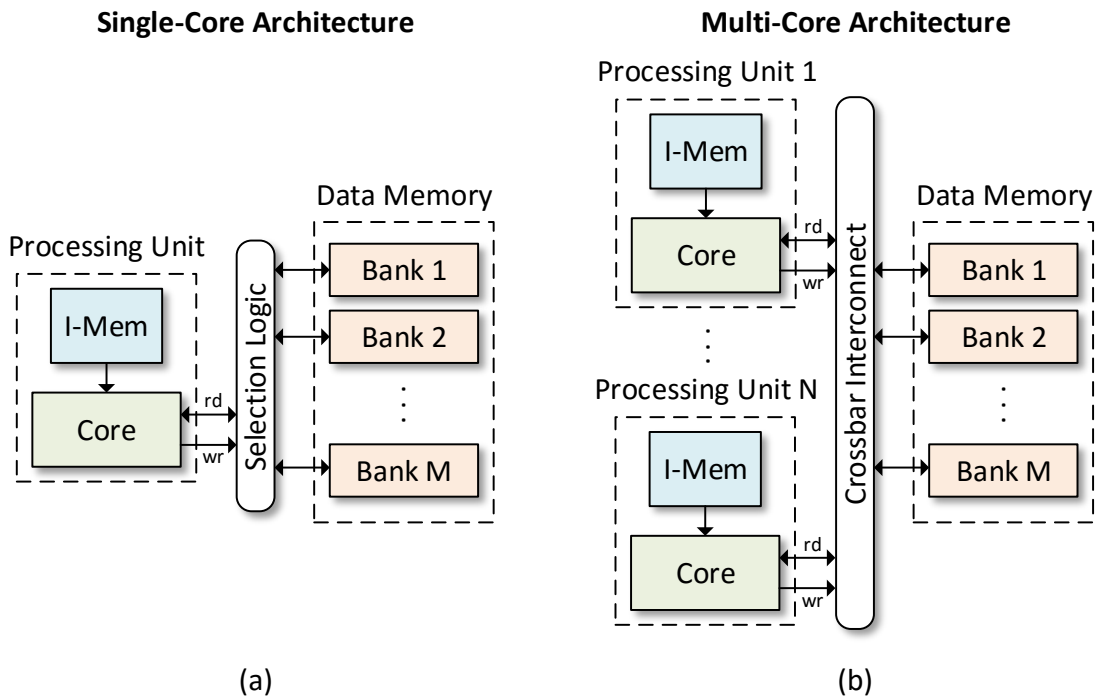 Single-Core Architecture
Processing Unit
I-Mem
Core
rd
wr
Selection Logic
Data Memory
Bank 1
Bank 2
Bank M
(a)
Multi-Core Architecture
Processing Unit 1
I-Mem
Core
rd
wr
Processing Unit N
I-Mem
Core
rd
wr
Crossbar Interconnect
Data Memory
Bank 1
Bank 2
Bank M
(b)